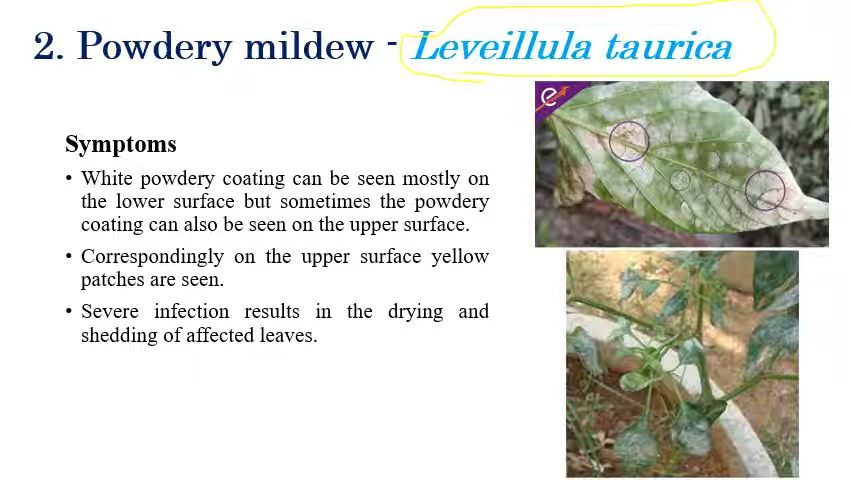 2. Powdery mildew - Leveillula taurica
Symptoms
• White powdery coating can be seen mostly on
the lower surface but sometimes the powdery
coating can also be seen on the upper surface.
• Correspondingly on the upper surface yellow
patches are seen.
• Severe infection results in the drying and
shedding of affected leaves.
e